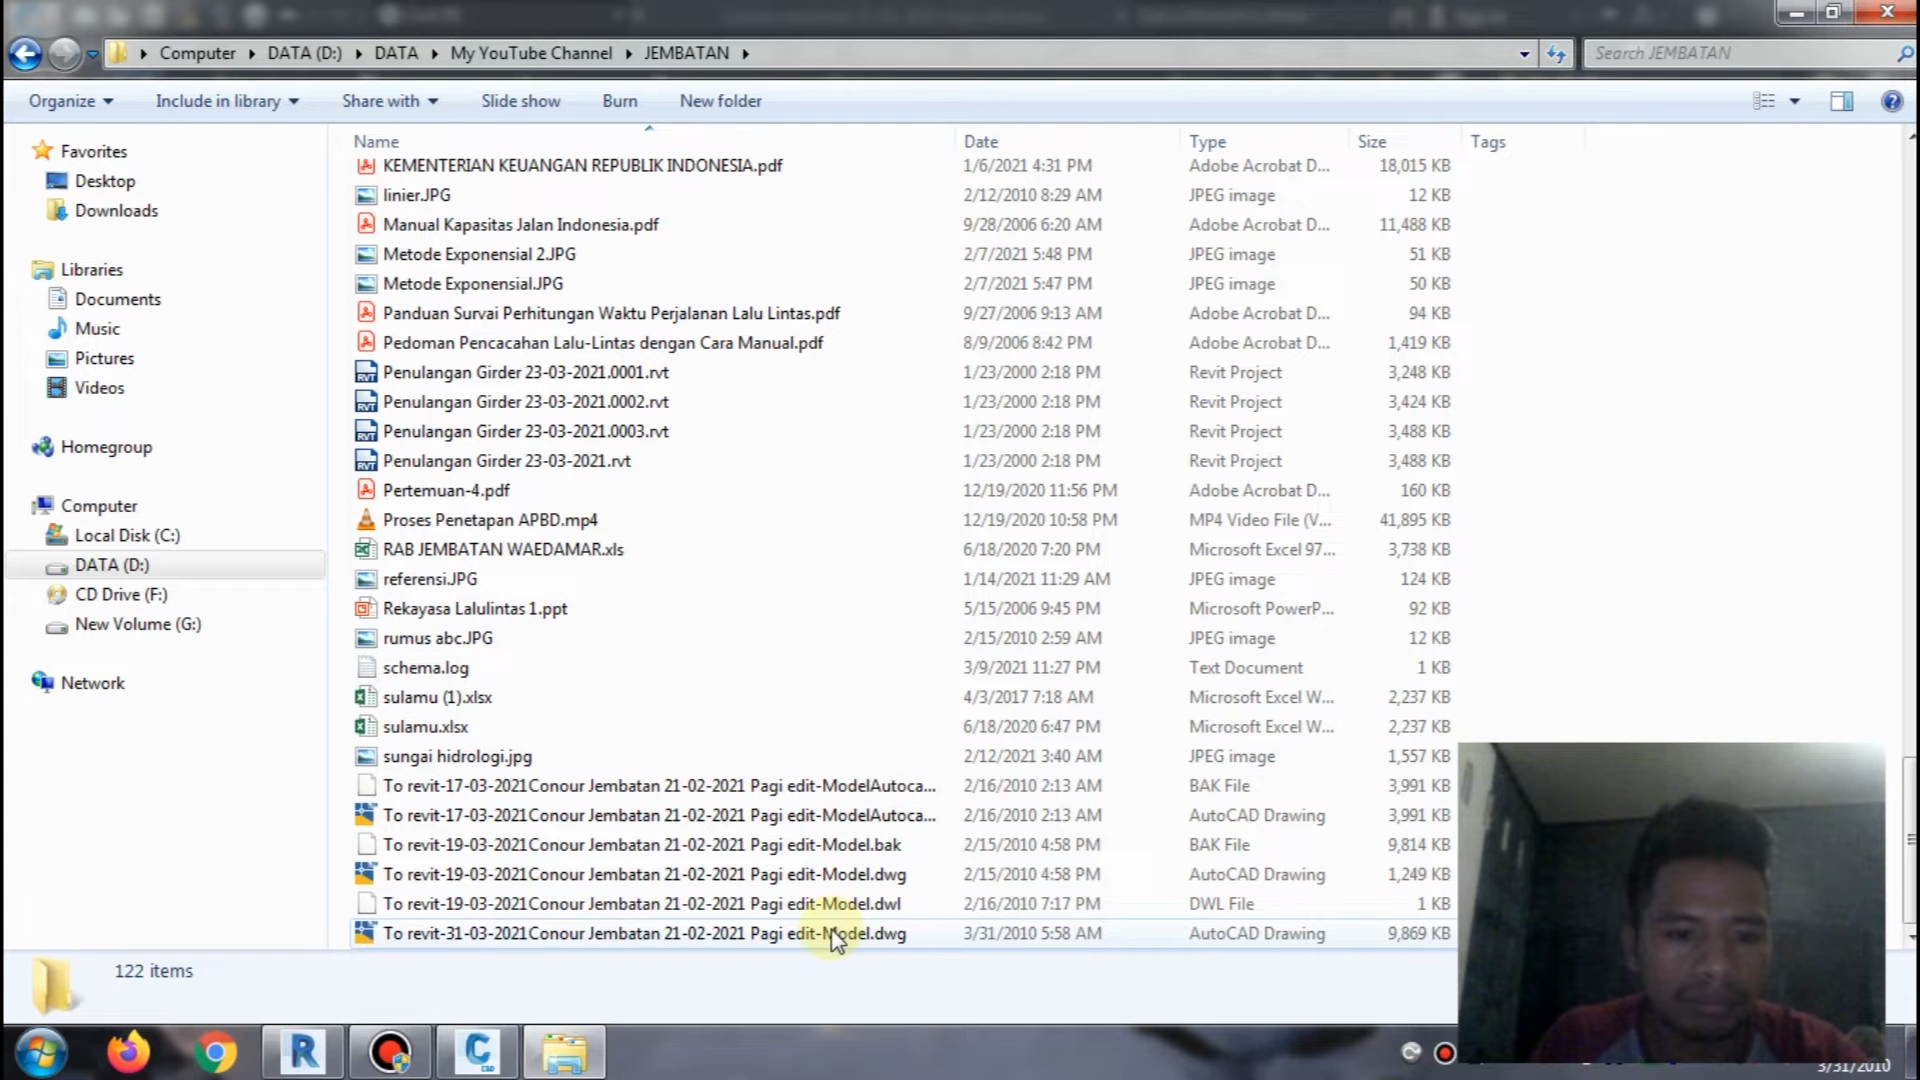 Computer DATA (D:) DATA My YouTube Channel JEMBATAN
Search JEMBATAN
Organize Include in library Share with Slide show Burn New folder
Name Date Type Size Tags
KEMENTERIAN KEUANGAN REPUBLIK INDONESIA.pdf 1/6/2021 4:31 PM Adobe Acrobat D... 18,015 KB
linier.JPG 2/12/2010 8:29 AM JPEG image 12 KB
Manual Kapasitas Jalan Indonesia.pdf 9/28/2006 6:20 AM Adobe Acrobat D... 11,488 KB
Metode Exponensial 2.JPG 2/7/2021 5:48 PM JPEG image 51 KB
Metode Exponensial.JPG 2/7/2021 5:47 PM JPEG image 50 KB
Panduan Survai Perhitungan Waktu Perjalanan Lalu Lintas.pdf 9/27/2006 9:13 AM Adobe Acrobat D... 94 KB
Pedoman Pencacahan Lalu-Lintas dengan Cara Manual.pdf 8/9/2006 8:42 PM Adobe Acrobat D... 1,419 KB
Penulangan Girder 23-03-2021.0001.rvt 1/23/2000 2:18 PM Revit Project 3,248 KB
Penulangan Girder 23-03-2021.0002.rvt 1/23/2000 2:18 PM Revit Project 3,424 KB
Penulangan Girder 23-03-2021.0003.rvt 1/23/2000 2:18 PM Revit Project 3,488 KB
Penulangan Girder 23-03-2021.rvt 1/23/2000 2:18 PM Revit Project 3,488 KB
Pertemuan-4.pdf 12/19/2020 11:56 PM Adobe Acrobat D... 160 KB
Proses Penetapan APBD.mp4 12/19/2020 10:58 PM MP4 Video File (V... 41,895 KB
RAB JEMBATAN WAEDAMAR.xls 6/18/2020 7:20 PM Microsoft Excel 97... 3,738 KB
referensi.JPG 1/14/2021 11:29 AM JPEG image 124 KB
Rekayasa Lalulintas 1.ppt 5/15/2006 9:45 PM Microsoft PowerP... 92 KB
rumus abc.JPG 2/15/2010 2:59 AM JPEG image 12 KB
schema.log 3/9/2021 11:27 PM Text Document 1 KB
sulamu (1).xlsx 4/3/2017 7:18 AM Microsoft Excel W... 2,237 KB
sulamu.xlsx 6/18/2020 6:47 PM Microsoft Excel W... 2,237 KB
sungai hidrologi.jpg 2/12/2021 3:40 AM JPEG image 1,557 KB
To revit-17-03-2021Conour Jembatan 21-02-2021 Pagi edit-ModelAutoca... 2/16/2010 2:13 AM BAK File 3,991 KB
To revit-17-03-2021Conour Jembatan 21-02-2021 Pagi edit-ModelAutoca... 2/16/2010 2:13 AM AutoCAD Drawing 3,991 KB
To revit-19-03-2021Conour Jembatan 21-02-2021 Pagi edit-Model.bak 2/15/2010 4:58 PM BAK File 9,814 KB
To revit-19-03-2021Conour Jembatan 21-02-2021 Pagi edit-Model.dwg 2/15/2010 4:58 PM AutoCAD Drawing 1,249 KB
To revit-19-03-2021Conour Jembatan 21-02-2021 Pagi edit-Model.dwl 2/16/2010 7:17 PM DWL File 1 KB
To revit-31-03-2021Conour Jembatan 21-02-2021 Pagi edit-Model.dwg 3/31/2010 5:58 AM AutoCAD Drawing 9,869 KB
Favorites
Desktop
Downloads
Libraries
Documents
Music
Pictures
Videos
Homegroup
Computer
Local Disk (C:)
DATA (D:)
CD Drive (F:)
New Volume (G:)
Network
122 items
3/31/2010